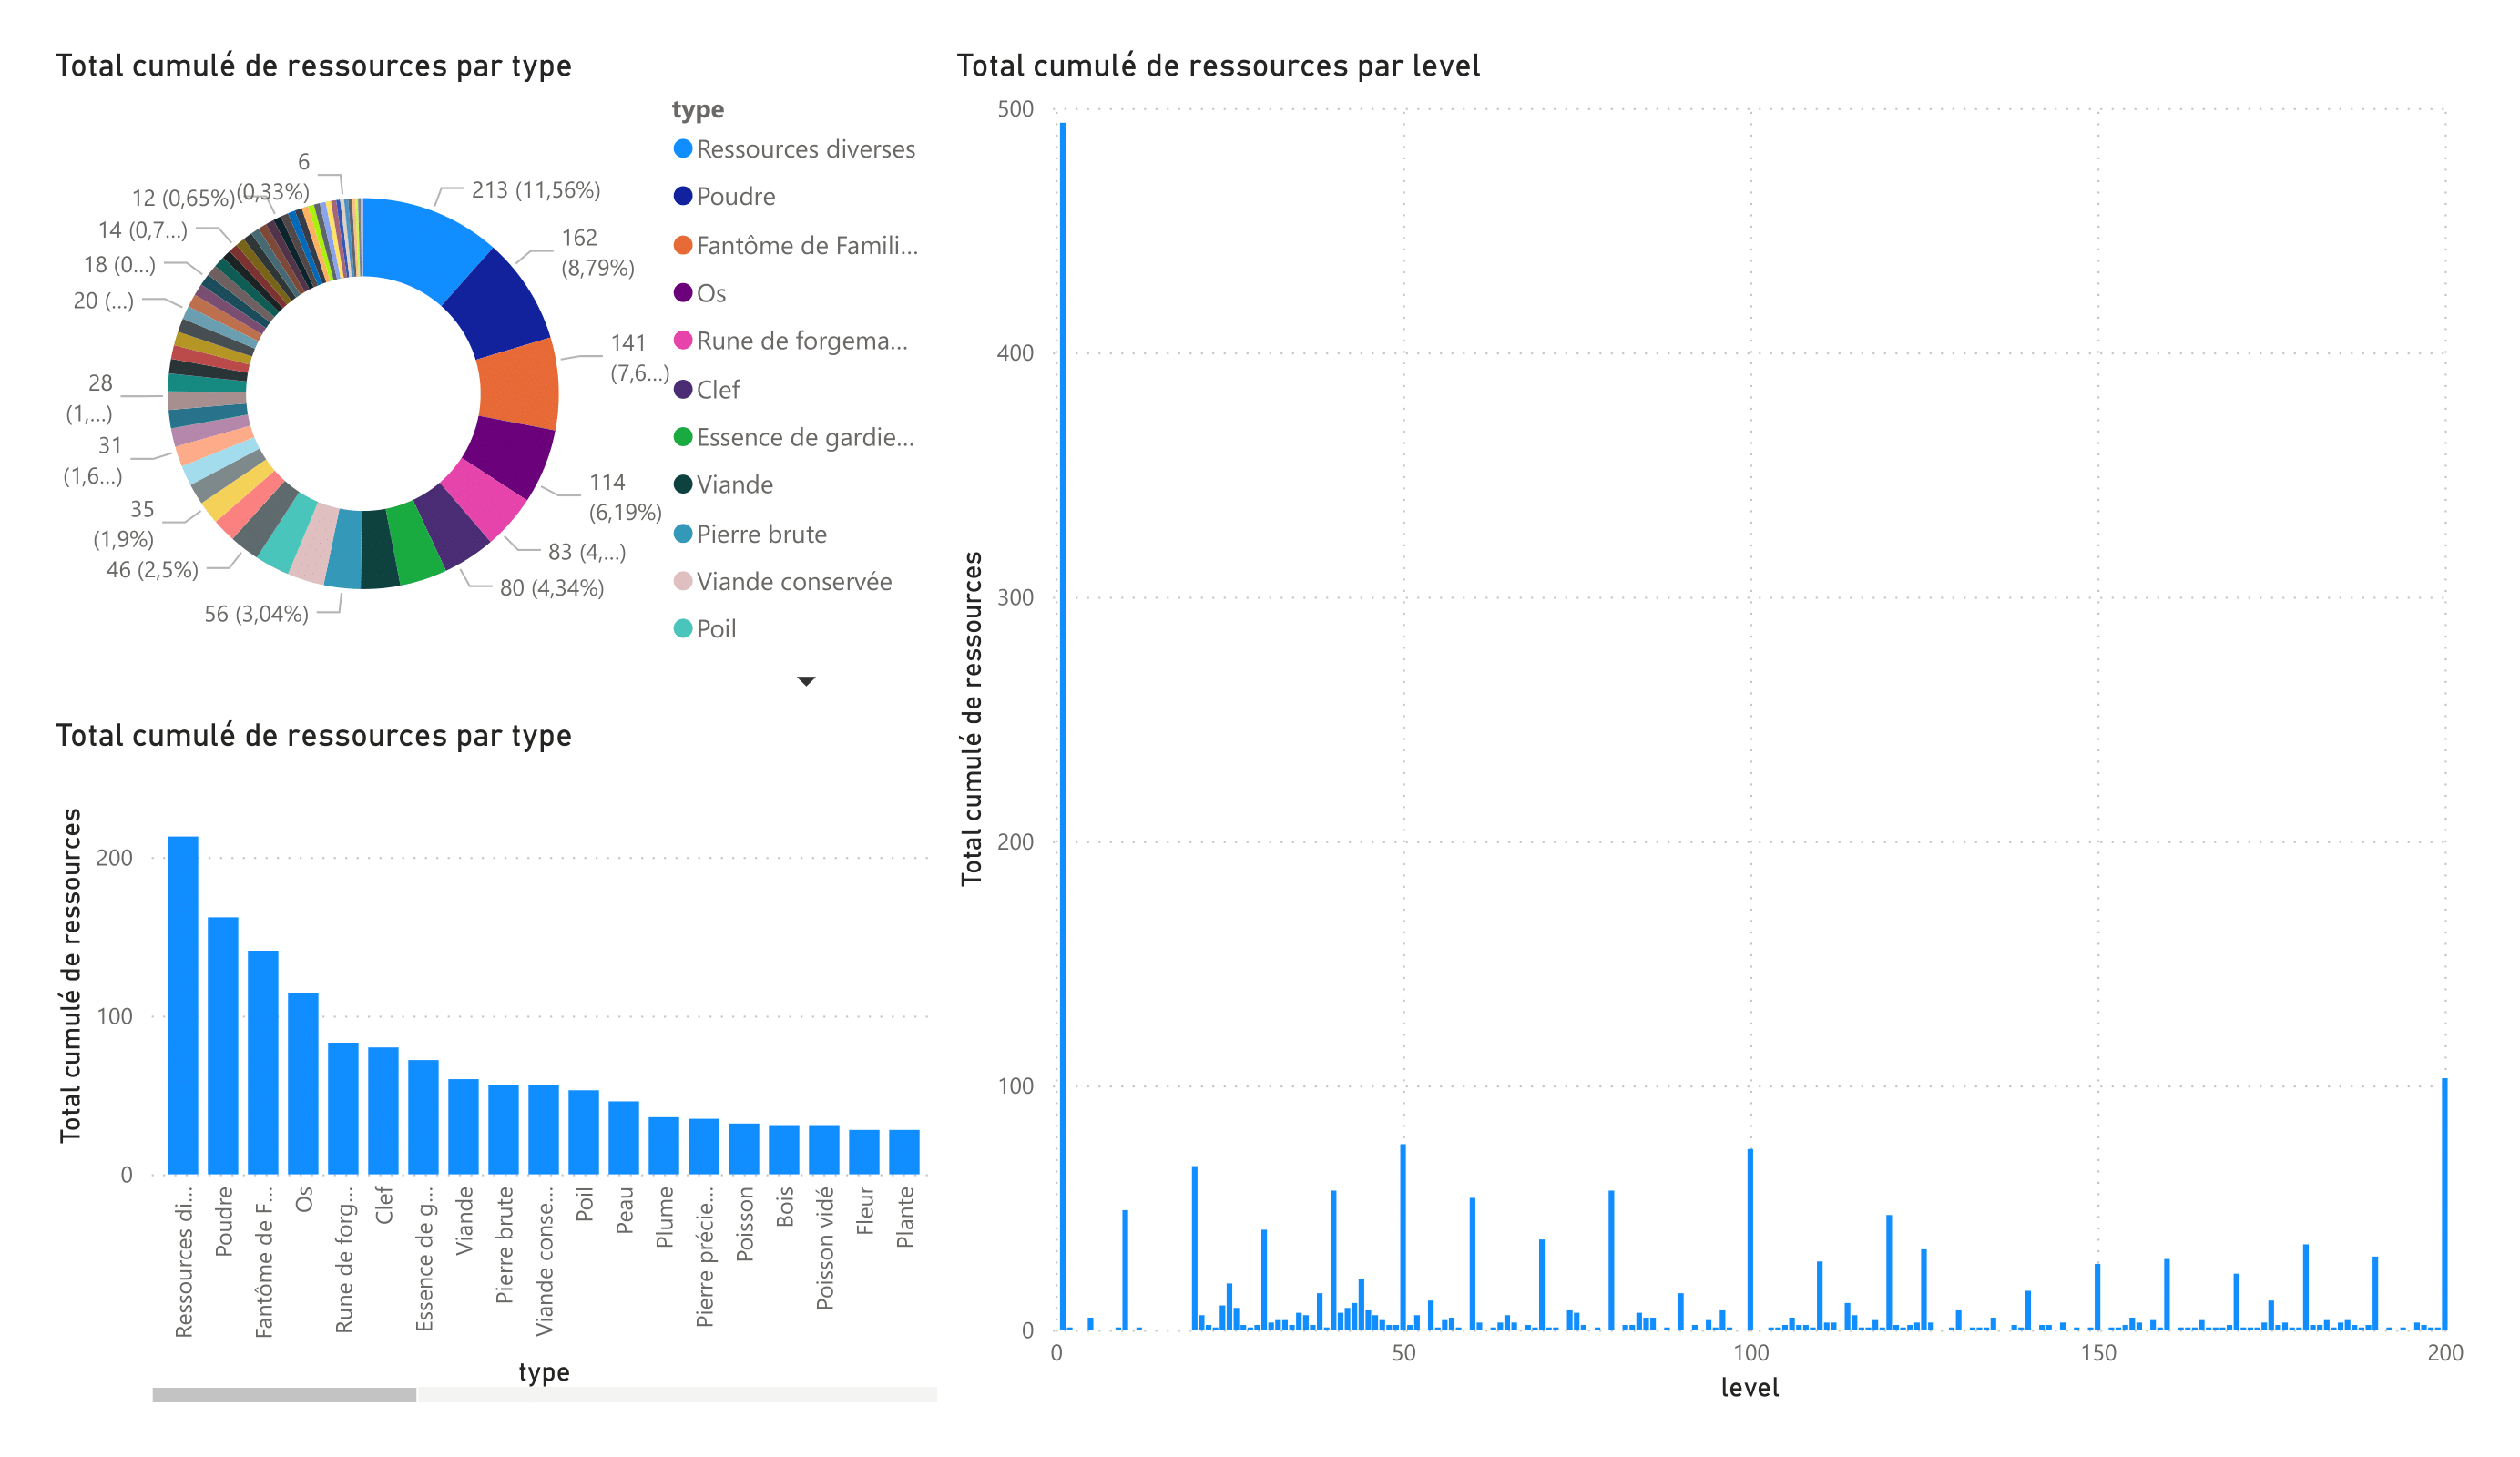 Total cumulé de ressources par type
type
Ressources diverses
Poudre
Fantôme de Famili...
Os
Rune de forgema...
Clef
Essence de gardie...
Viande
Pierre brute
Viande conservée
Poil
213 (11,56%)
162
(8,79%)
141
(7,6...)
114
(6,19%)
83 (4,...)
80 (4,34%)
56 (3,04%)
46 (2,5%)
35
(1,9%)
31
(1,6...)
28
(1,...)
20 (...)
18 (0...)
14 (0,7...)
12 (0,65%)
6
(0,33%)
Total cumulé de ressources par type
Total cumulé de ressources
200
100
0
Ressources di...
Poudre
Fantôme de F...
Os
Rune de forg...
Clef
Essence de g...
Viande
Pierre brute
Viande conse...
Poil
Peau
Plume
Pierre précie...
Poisson
Bois
Poisson vidé
Fleur
Plante
type
Total cumulé de ressources par level
Total cumulé de ressources
500
400
300
200
100
0
0
50
100
150
200
level